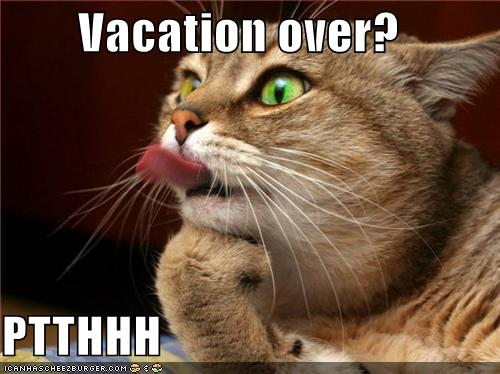 Vacation over?
PTTHHH
ICANHASCHEEZBURGER.COM